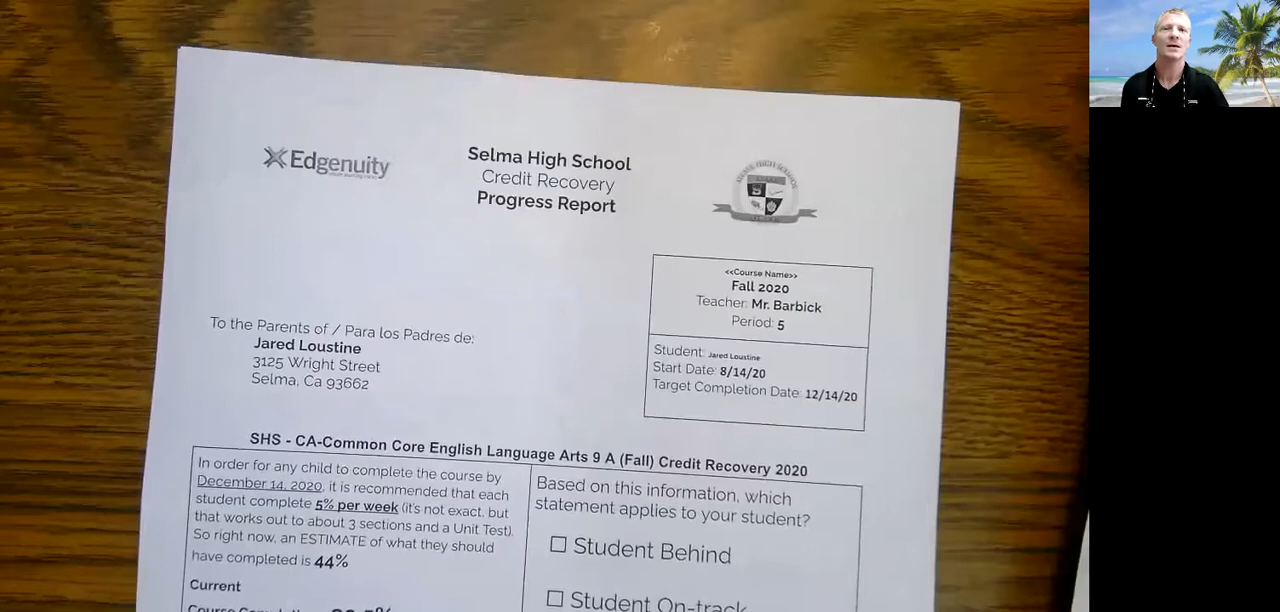 Edgenuity
Selma High School
Credit Recovery
Progress Report
<<Course Name>>
Fall 2020
Teacher: Mr. Barbick
Period: 5
To the Parents of / Para los Padres de:
Jared Loustine
3125 Wright Street
Selma, Ca 93662
Student: Jared Loustine
Start Date: 8/14/20
Target Completion Date: 12/14/20
SHS - CA-Common Core English Language Arts 9 A (Fall) Credit Recovery 2020
In order for any child to complete the course by
December 14, 2020, it is recommended that each
student complete 5% per week (it's not exact, but
that works out to about 3 sections and a Unit Test).
So right now, an ESTIMATE of what they should
have completed is 44%
Current
Based on this information, which
statement applies to your student?
☐ Student Behind
☐ Student On-track